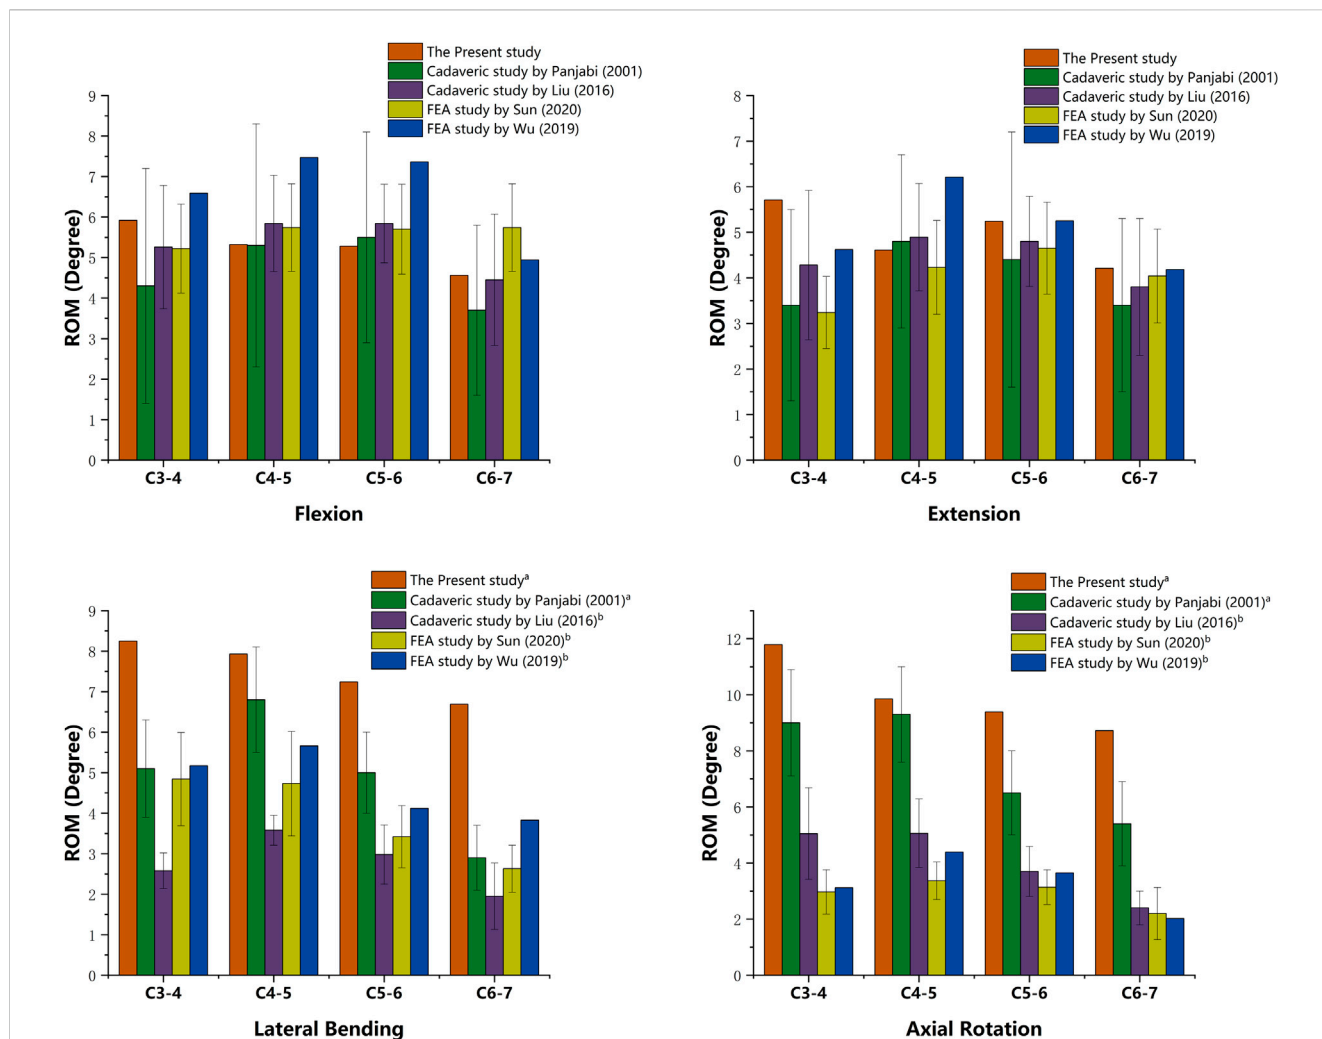 The Present study
Cadaveric study by Panjabi (2001)
Cadaveric study by Liu (2016)
FEA study by Sun (2020)
FEA study by Wu (2019)
9
8
7
6
5
4
3
2
1
0
ROM (Degree)
C3-4 C4-5 C5-6 C6-7
Flexion
The Present study
Cadaveric study by Panjabi (2001)
Cadaveric study by Liu (2016)
FEA study by Sun (2020)
FEA study by Wu (2019)
8
7
6
5
4
3
2
1
0
ROM (Degree)
C3-4 C4-5 C5-6 C6-7
Extension
The Present studyᵃ
Cadaveric study by Panjabi (2001)ᵃ
Cadaveric study by Liu (2016)ᵇ
FEA study by Sun (2020)ᵇ
FEA study by Wu (2019)ᵇ
9
8
7
6
5
4
3
2
1
0
ROM (Degree)
C3-4 C4-5 C5-6 C6-7
Lateral Bending
The Present studyᵃ
Cadaveric study by Panjabi (2001)ᵃ
Cadaveric study by Liu (2016)ᵇ
FEA study by Sun (2020)ᵇ
FEA study by Wu (2019)ᵇ
12
10
8
6
4
2
0
ROM (Degree)
C3-4 C4-5 C5-6 C6-7
Axial Rotation